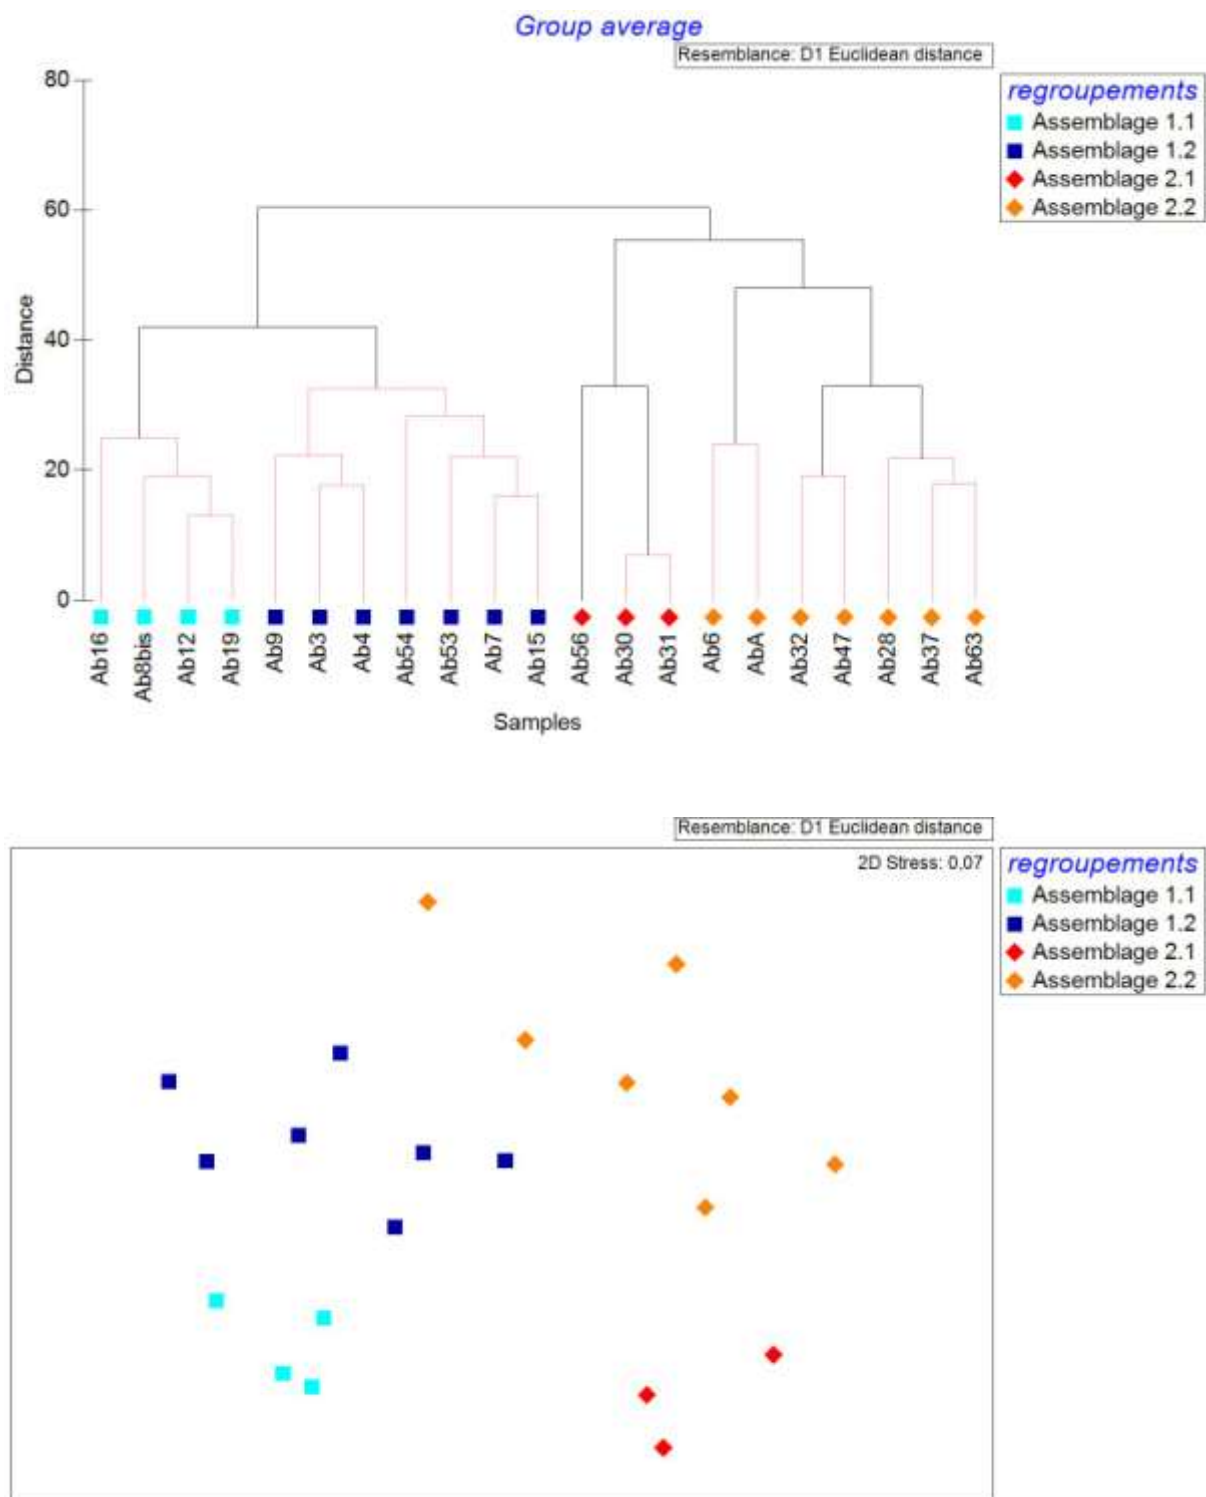 Group average
Resemblance: D1 Euclidean distance
regroupements
Assemblage 1.1
Assemblage 1.2
Assemblage 2.1
Assemblage 2.2
80
60
40
20
0
Distance
Ab16
Ab8bis
Ab12
Ab19
Ab9
Ab3
Ab4
Ab54
Ab53
Ab7
Ab15
Ab56
Ab30
Ab31
Ab6
AbA
Ab32
Ab47
Ab28
Ab37
Ab63
Samples
Resemblance: D1 Euclidean distance
2D Stress: 0,07
regroupements
Assemblage 1.1
Assemblage 1.2
Assemblage 2.1
Assemblage 2.2